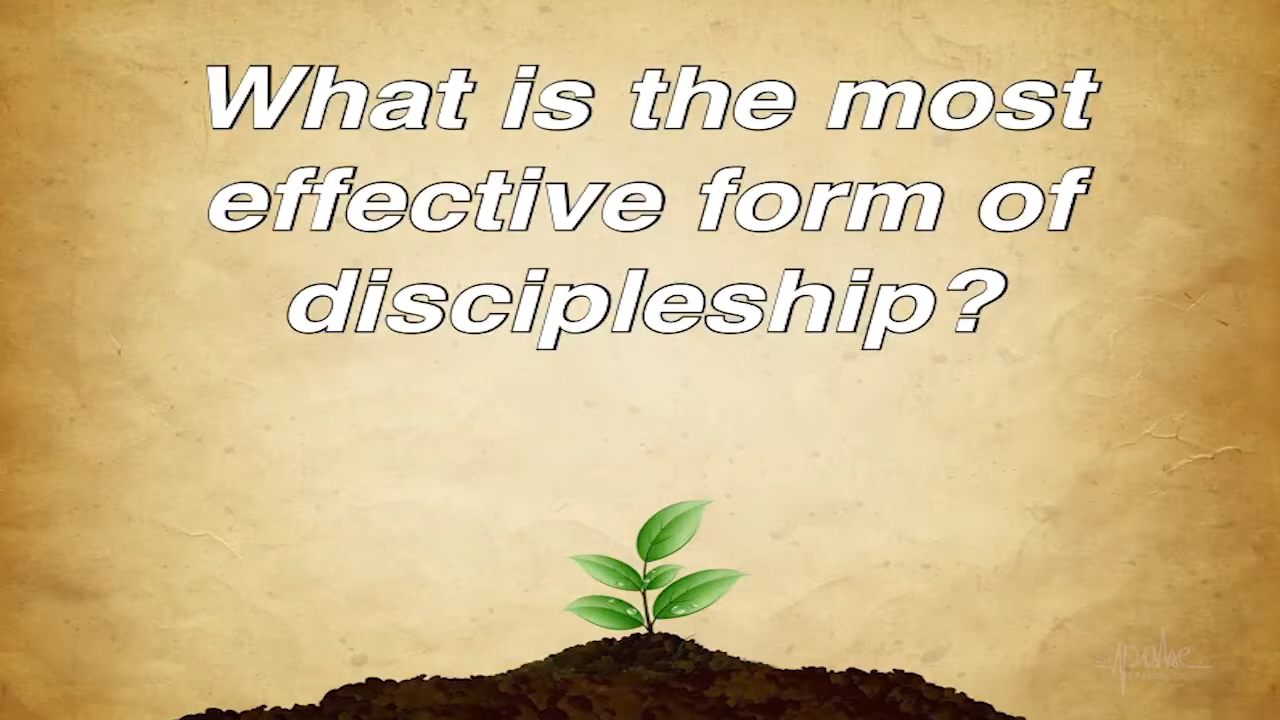 What is the most
effective form of
discipleship?